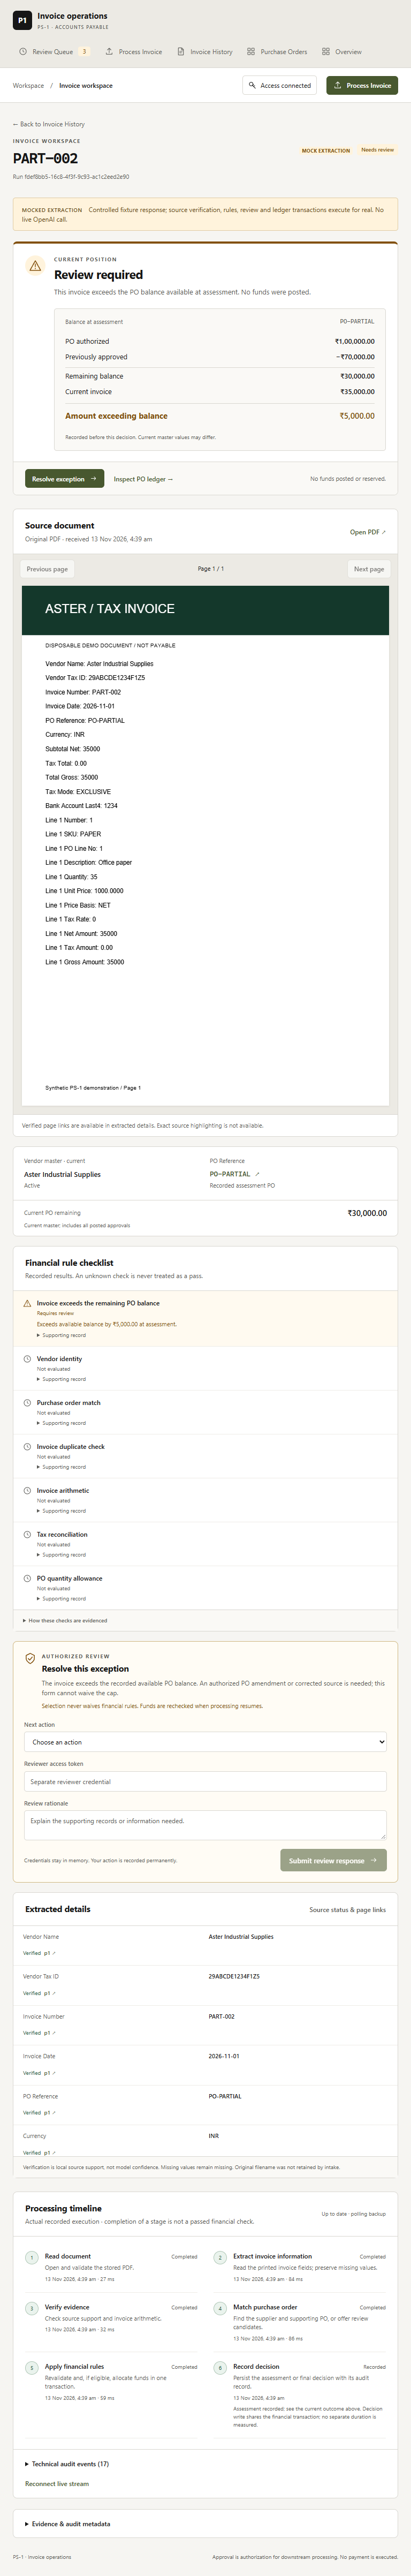 P1
Invoice operations
PS-1 · ACCOUNTS PAYABLE
Review Queue 3
Process Invoice
Invoice History
Purchase Orders
Overview
Workspace / Invoice workspace
Access connected
Process Invoice
← Back to Invoice History
INVOICE WORKSPACE
PART-002
MOCK EXTRACTION
Needs review
MOCKED EXTRACTION Controlled fixture response; source verification, rules, review and ledger transactions execute for real. No
live OpenAI call.
CURRENT POSITION
Review required
This invoice exceeds the PO balance available at assessment. No funds were posted.
Balance at assessment PO-PARTIAL
PO authorized ₹1,00,000.00
Previously approved −₹70,000.00
Remaining balance ₹30,000.00
Current invoice ₹35,000.00
Amount exceeding balance ₹5,000.00
Recorded before this decision. Current master values may differ.
Resolve exception →
Inspect PO ledger →
No funds posted or reserved.
Source document
Original PDF · received 13 Nov 2026, 4:39 am
Open PDF ↗
Previous page
Page 1 / 1
Next page
ASTER / TAX INVOICE
DISPOSABLE DEMO DOCUMENT / NOT PAYABLE
Vendor Name: Aster Industrial Supplies
Vendor Tax ID: 29ABCDE1234F1Z5
Invoice Number: PART-002
Invoice Date: 2026-11-01
PO Reference: PO-PARTIAL
Currency: INR
Subtotal Net: 35000
Tax Total: 0.00
Total Gross: 35000
Tax Mode: EXCLUSIVE
Bank Account Last4: 1234
Line 1 Number: 1
Line 1 SKU: PAPER
Line 1 PO Line No: 1
Line 1 Description: Office paper
Line 1 Quantity: 35
Line 1 Unit Price: 1000.0000
Line 1 Price Basis: NET
Line 1 Tax Rate: 0
Line 1 Net Amount: 35000
Line 1 Tax Amount: 0.00
Line 1 Gross Amount: 35000
Synthetic PS-1 demonstration / Page 1
Verified page links are available in extracted details. Exact source highlighting is not available.
Vendor master · current
Aster Industrial Supplies
Active
PO Reference
PO-PARTIAL ↗
Recorded assessment PO
Current PO remaining ₹30,000.00
Current master: includes all posted approvals
Financial rule checklist
Recorded results. An unknown check is never treated as a pass.
Invoice exceeds the remaining PO balance
Requires review
Exceeds available balance by ₹5,000.00 at assessment.
▶ Supporting record
Vendor identity
Not evaluated
▶ Supporting record
Purchase order match
Not evaluated
▶ Supporting record
Invoice duplicate check
Not evaluated
▶ Supporting record
Invoice arithmetic
Not evaluated
▶ Supporting record
Tax reconciliation
Not evaluated
▶ Supporting record
PO quantity allowance
Not evaluated
▶ Supporting record
▶ How these checks are evidenced
AUTHORIZED REVIEW
Resolve this exception
The invoice exceeds the recorded available PO balance. An authorized PO amendment or corrected source is needed; this
form cannot waive the cap.
Selection never waives financial rules. Funds are rechecked when processing resumes.
Next action
Choose an action
Reviewer access token
Separate reviewer credential
Review rationale
Explain the supporting records or information needed.
Credentials stay in memory. Your action is recorded permanently.
Submit review response →
Extracted details
Source status & page links
Vendor Name Aster Industrial Supplies
Verified p1 ↗
Vendor Tax ID 29ABCDE1234F1Z5
Verified p1 ↗
Invoice Number PART-002
Verified p1 ↗
Invoice Date 2026-11-01
Verified p1 ↗
PO Reference PO-PARTIAL
Verified p1 ↗
Currency INR
Verified p1 ↗
Verification is local source support, not model confidence. Missing values remain missing. Original filename was not retained by intake.
Processing timeline
Actual recorded execution · completion of a stage is not a passed financial check.
Up to date · polling backup
1 Read document Completed
Open and validate the stored PDF.
13 Nov 2026, 4:39 am · 27 ms
2 Extract invoice information Completed
Read the printed invoice fields; preserve missing values.
13 Nov 2026, 4:39 am · 84 ms
3 Verify evidence Completed
Check source support and invoice arithmetic.
13 Nov 2026, 4:39 am · 32 ms
4 Match purchase order Completed
Find the supplier and supporting PO, or offer review
candidates.
13 Nov 2026, 4:39 am · 86 ms
5 Apply financial rules Completed
Revalidate and, if eligible, allocate funds in one
transaction.
13 Nov 2026, 4:39 am · 59 ms
6 Record decision Recorded
Persist the assessment or final decision with its audit
record.
13 Nov 2026, 4:39 am
Assessment recorded; see the current outcome above. Decision
write shares the financial transaction; no separate duration is
measured.
▶ Technical audit events (17)
Reconnect live stream
▶ Evidence & audit metadata
PS-1 · Invoice operations
Approval is authorization for downstream processing. No payment is executed.